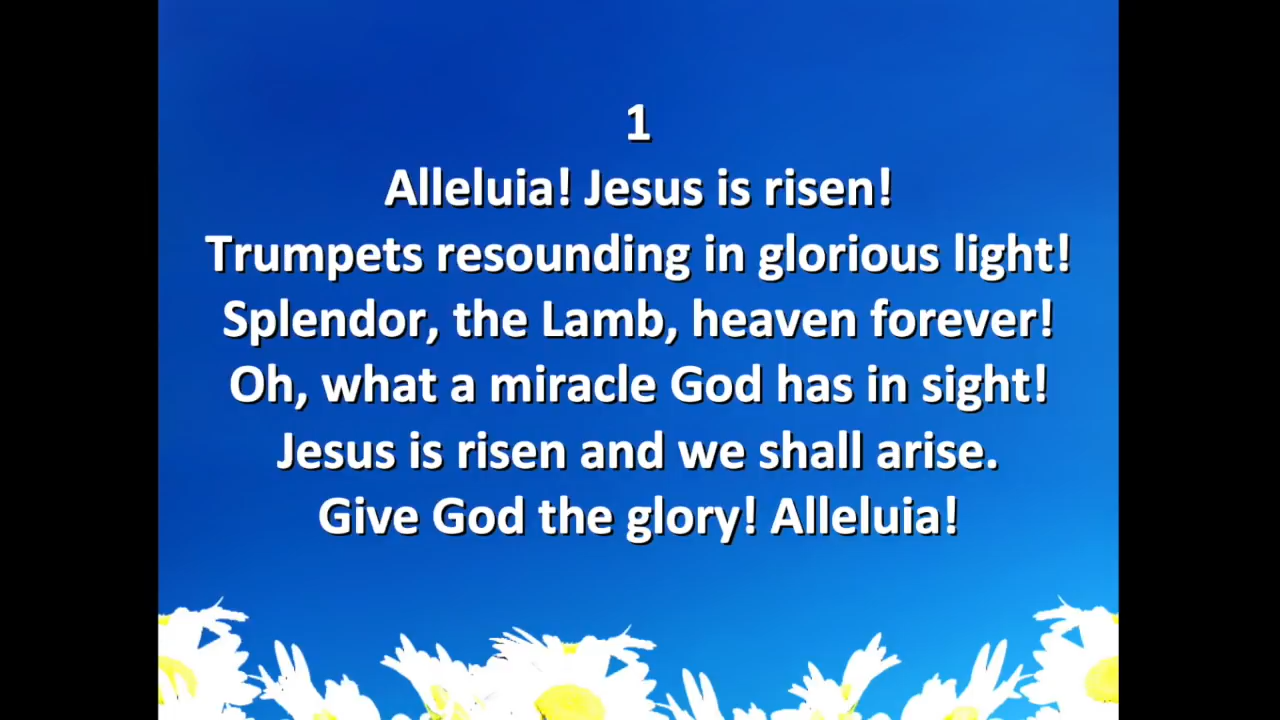 1
Alleluia! Jesus is risen!
Trumpets resounding in glorious light!
Splendor, the Lamb, heaven forever!
Oh, what a miracle God has in sight!
Jesus is risen and we shall arise.
Give God the glory! Alleluia!